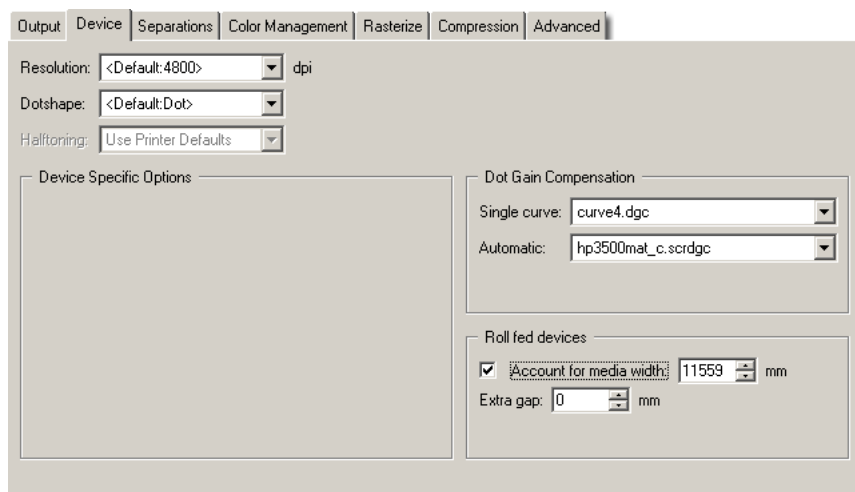 Output Device Separations Color Management Rasterize Compression Advanced
Resolution: <Default:4800> dpi
Dotshape: <Default:Dot>
Halftoning: Use Printer Defaults
Device Specific Options
Dot Gain Compensation
Single curve: curve4.dgc
Automatic: hp3500mat_c.scrdgc
Roll fed devices
Account for media width: 11559 mm
Extra gap: 0 mm